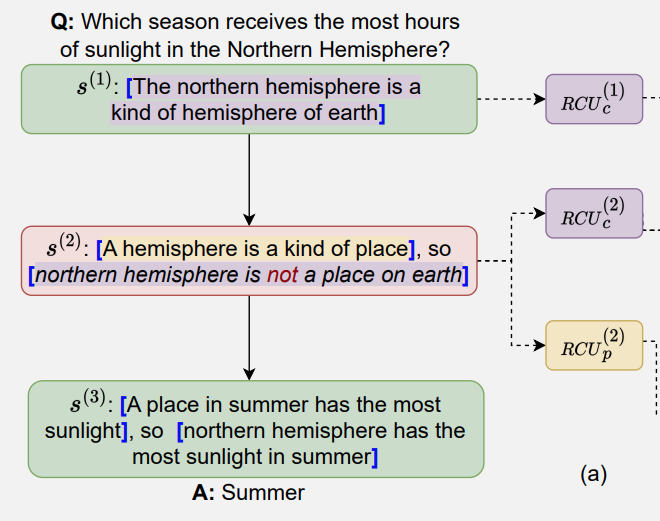 Q: Which season receives the most hours
of sunlight in the Northern Hemisphere?
s^(1): [The northern hemisphere is a
kind of hemisphere of earth]
RCU_c^(1)
s^(2): [A hemisphere is a kind of place], so
[northern hemisphere is not a place on earth]
RCU_c^(2)
RCU_p^(2)
s^(3): [A place in summer has the most
sunlight], so [northern hemisphere has the
most sunlight in summer]
A: Summer
(a)